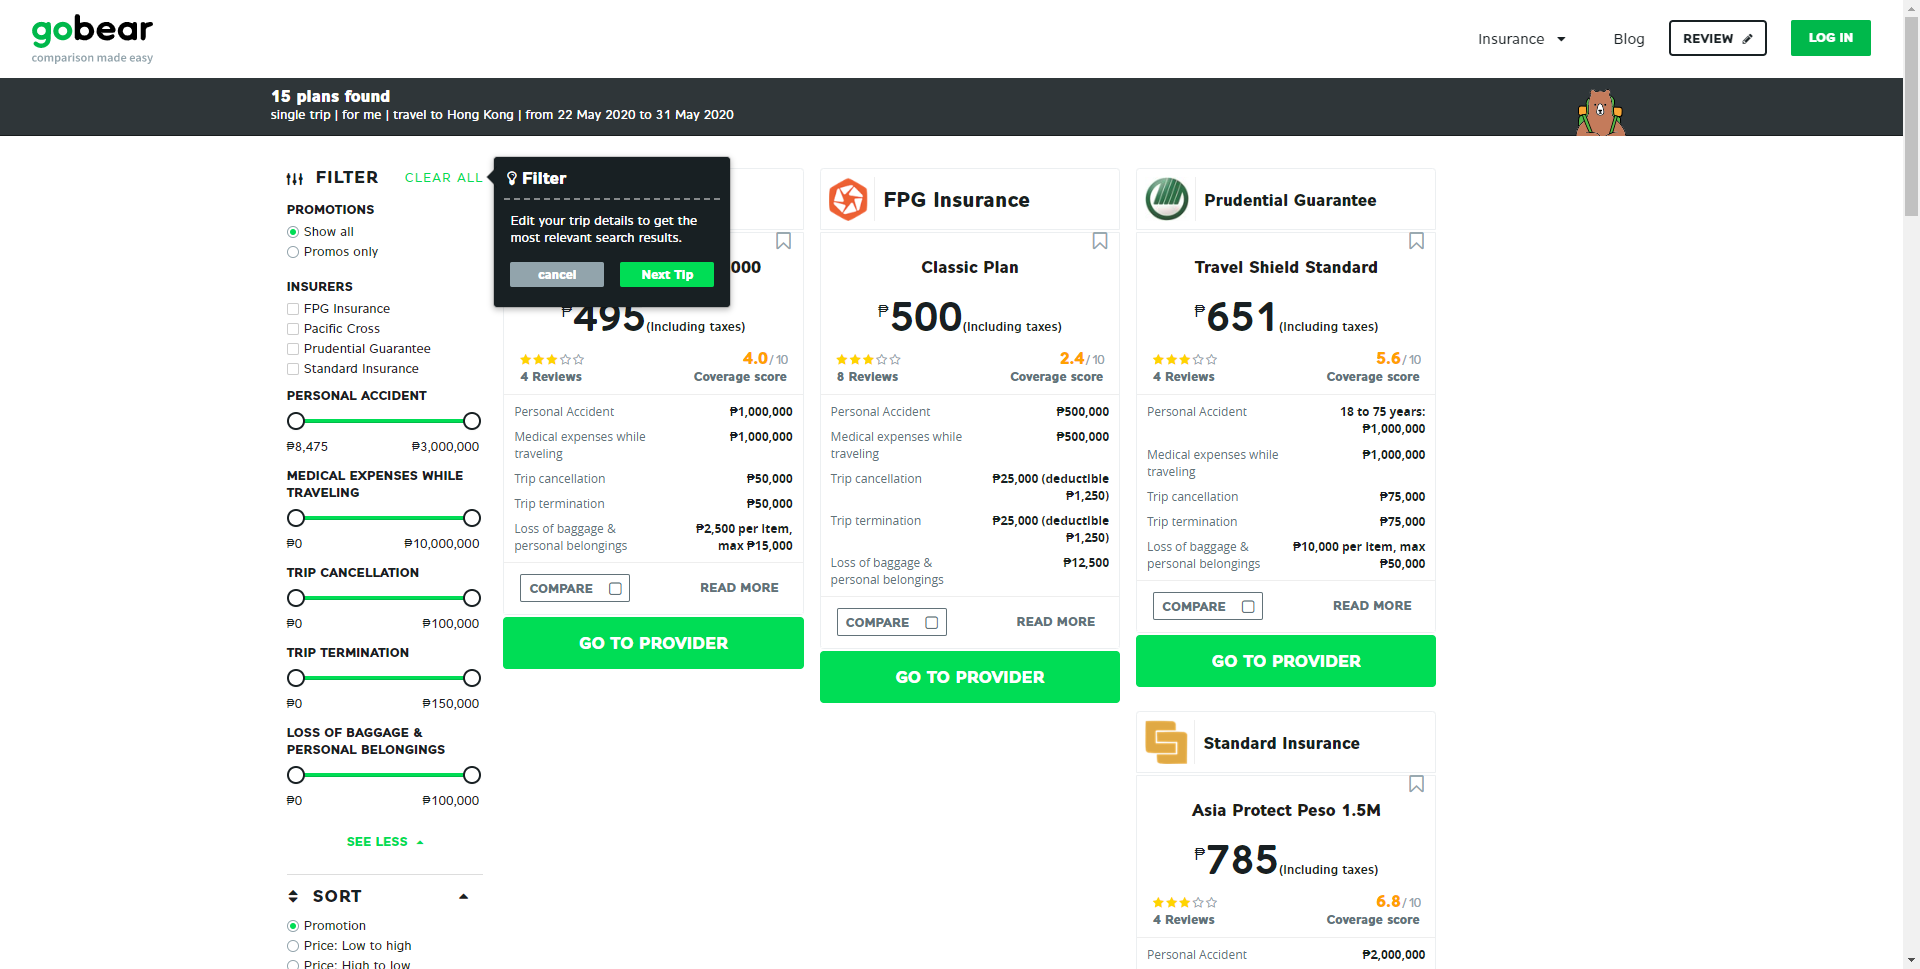 gobear
comparison made easy
Insurance
Blog
REVIEW
LOG IN
15 plans found
single trip | for me | travel to Hong Kong | from 22 May 2020 to 31 May 2020
FILTER
CLEAR ALL
PROMOTIONS
Show all
Promos only
INSURERS
FPG Insurance
Pacific Cross
Prudential Guarantee
Standard Insurance
PERSONAL ACCIDENT
₱8,475
₱3,000,000
MEDICAL EXPENSES WHILE
TRAVELING
₱0
₱10,000,000
TRIP CANCELLATION
₱0
₱100,000
TRIP TERMINATION
₱0
₱150,000
LOSS OF BAGGAGE &
PERSONAL BELONGINGS
₱0
₱100,000
SEE LESS
SORT
Promotion
Price: Low to high
Price: High to low
Filter
Edit your trip details to get the
most relevant search results.
cancel
Next Tip
000
₱495(Including taxes)
4.0/10
4 Reviews
Coverage score
Personal Accident
₱1,000,000
Medical expenses while
traveling
₱1,000,000
Trip cancellation
₱50,000
Trip termination
₱50,000
Loss of baggage &
personal belongings
₱2,500 per item,
max ₱15,000
COMPARE
READ MORE
GO TO PROVIDER
FPG Insurance
Classic Plan
₱500(Including taxes)
2.4/10
8 Reviews
Coverage score
Personal Accident
₱500,000
Medical expenses while
traveling
₱500,000
Trip cancellation
₱25,000 (deductible
₱1,250)
Trip termination
₱25,000 (deductible
₱1,250)
Loss of baggage &
personal belongings
₱12,500
COMPARE
READ MORE
GO TO PROVIDER
Prudential Guarantee
Travel Shield Standard
₱651(Including taxes)
5.6/10
4 Reviews
Coverage score
Personal Accident
18 to 75 years:
₱1,000,000
Medical expenses while
traveling
₱1,000,000
Trip cancellation
₱75,000
Trip termination
₱75,000
Loss of baggage &
personal belongings
₱10,000 per item, max
₱50,000
COMPARE
READ MORE
GO TO PROVIDER
Standard Insurance
Asia Protect Peso 1.5M
₱785(Including taxes)
6.8/10
4 Reviews
Coverage score
Personal Accident
₱2,000,000